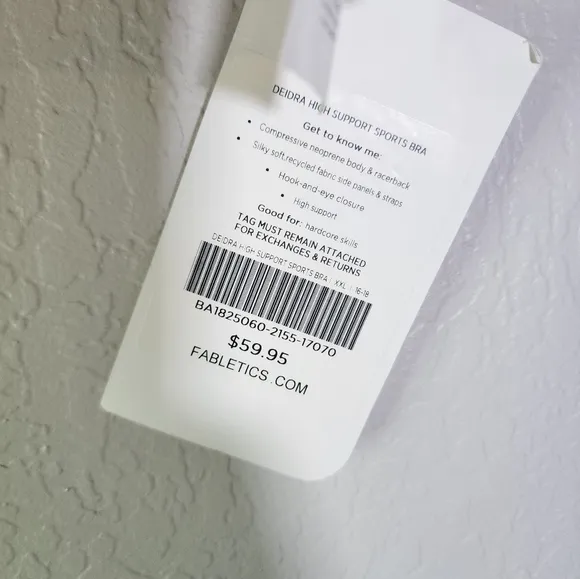 DEIDRA HIGH SUPPORT SPORTS BRA
Get to know me:
• Compressive neoprene body & racerback
• Silky soft,recycled fabric side panels & straps
• Hook-and-eye closure
• High support
Good for: hardcore skills
TAG MUST REMAIN ATTACHED
FOR EXCHANGES & RETURNS
DEIDRA HIGH SUPPORT SPORTS BRA | XXL | 16-18
BA1825060-2155-17070
$59.95
FABLETICS.COM